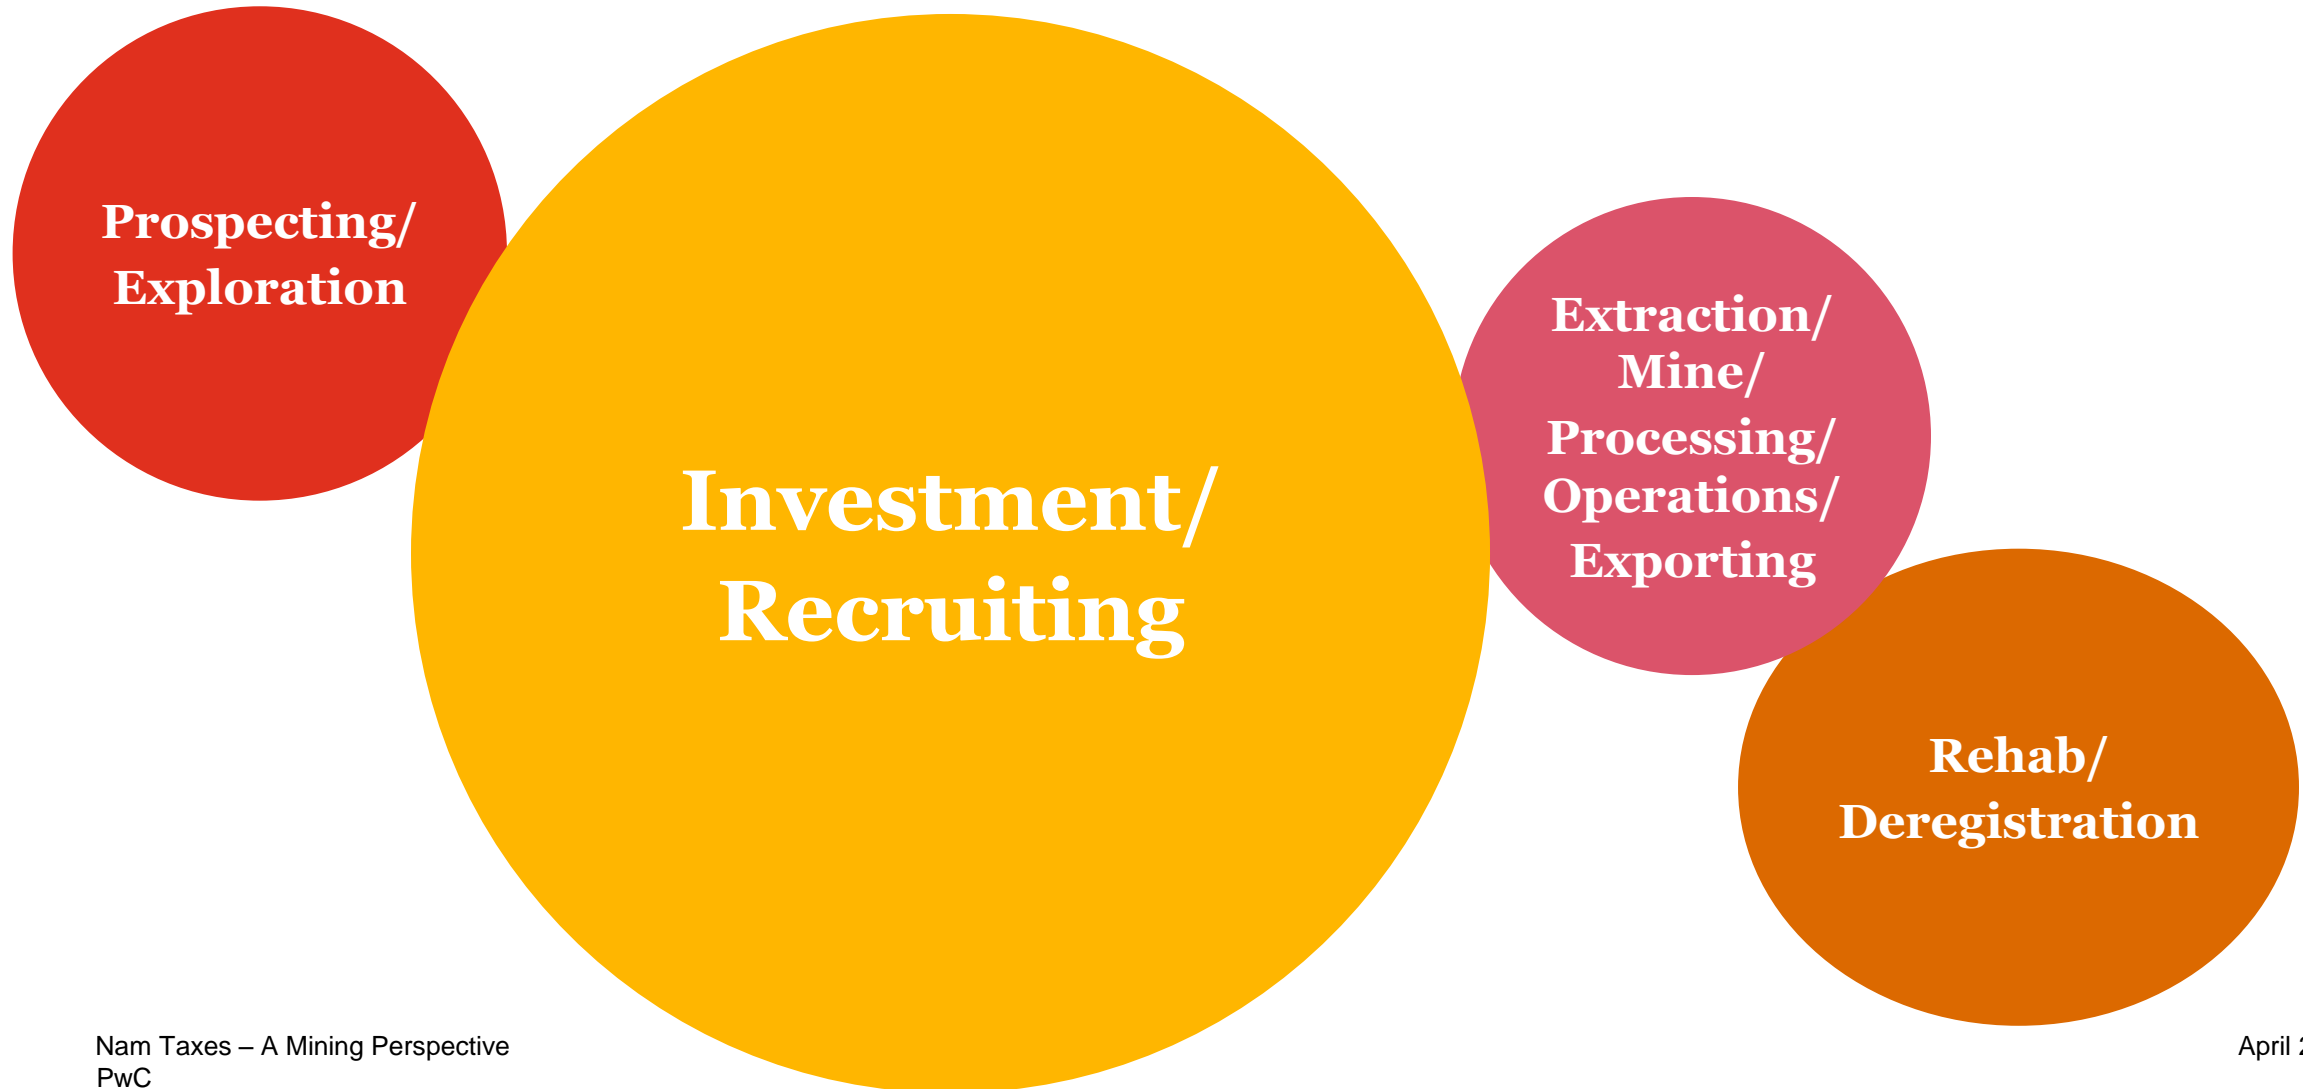 Prospecting/
Exploration
Investment/
Recruiting
Extraction/
Mine/
Processing/
Operations/
Exporting
Rehab/
Deregistration
Nam Taxes – A Mining Perspective
PwC
April